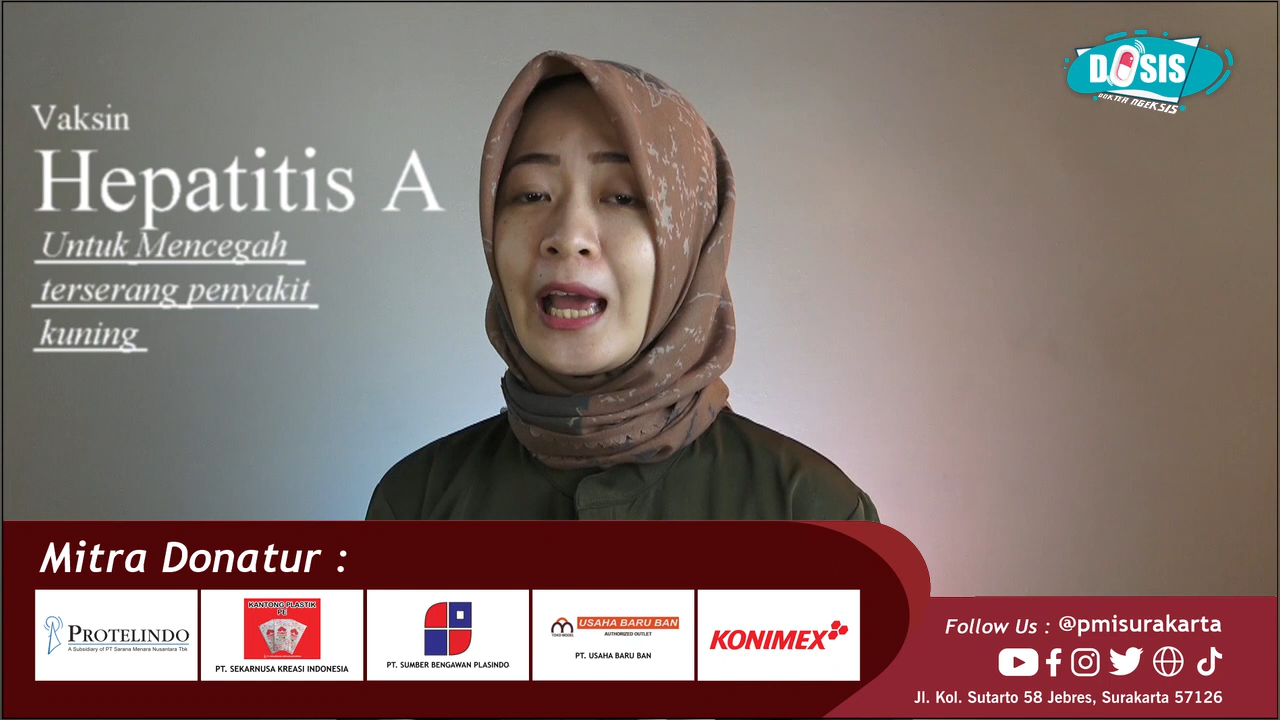 Vaksin
Hepatitis A
Untuk Mencegah
terserang penyakit
kuning
DOSIS
DOKTER NGEKSIS
Mitra Donatur :
PROTELINDO
A Subsidiary of PT Sarana Menara Nusantara Tbk
KANTONG PLASTIK
PE
PT. SEKARNUSA KREASI INDONESIA
PT. SUMBER BENGAWAN PLASINDO
USAHA BARU BAN
AUTHORIZED OUTLET
PT. USAHA BARU BAN
KONIMEX
Follow Us : @pmisurakarta
Jl. Kol. Sutarto 58 Jebres, Surakarta 57126